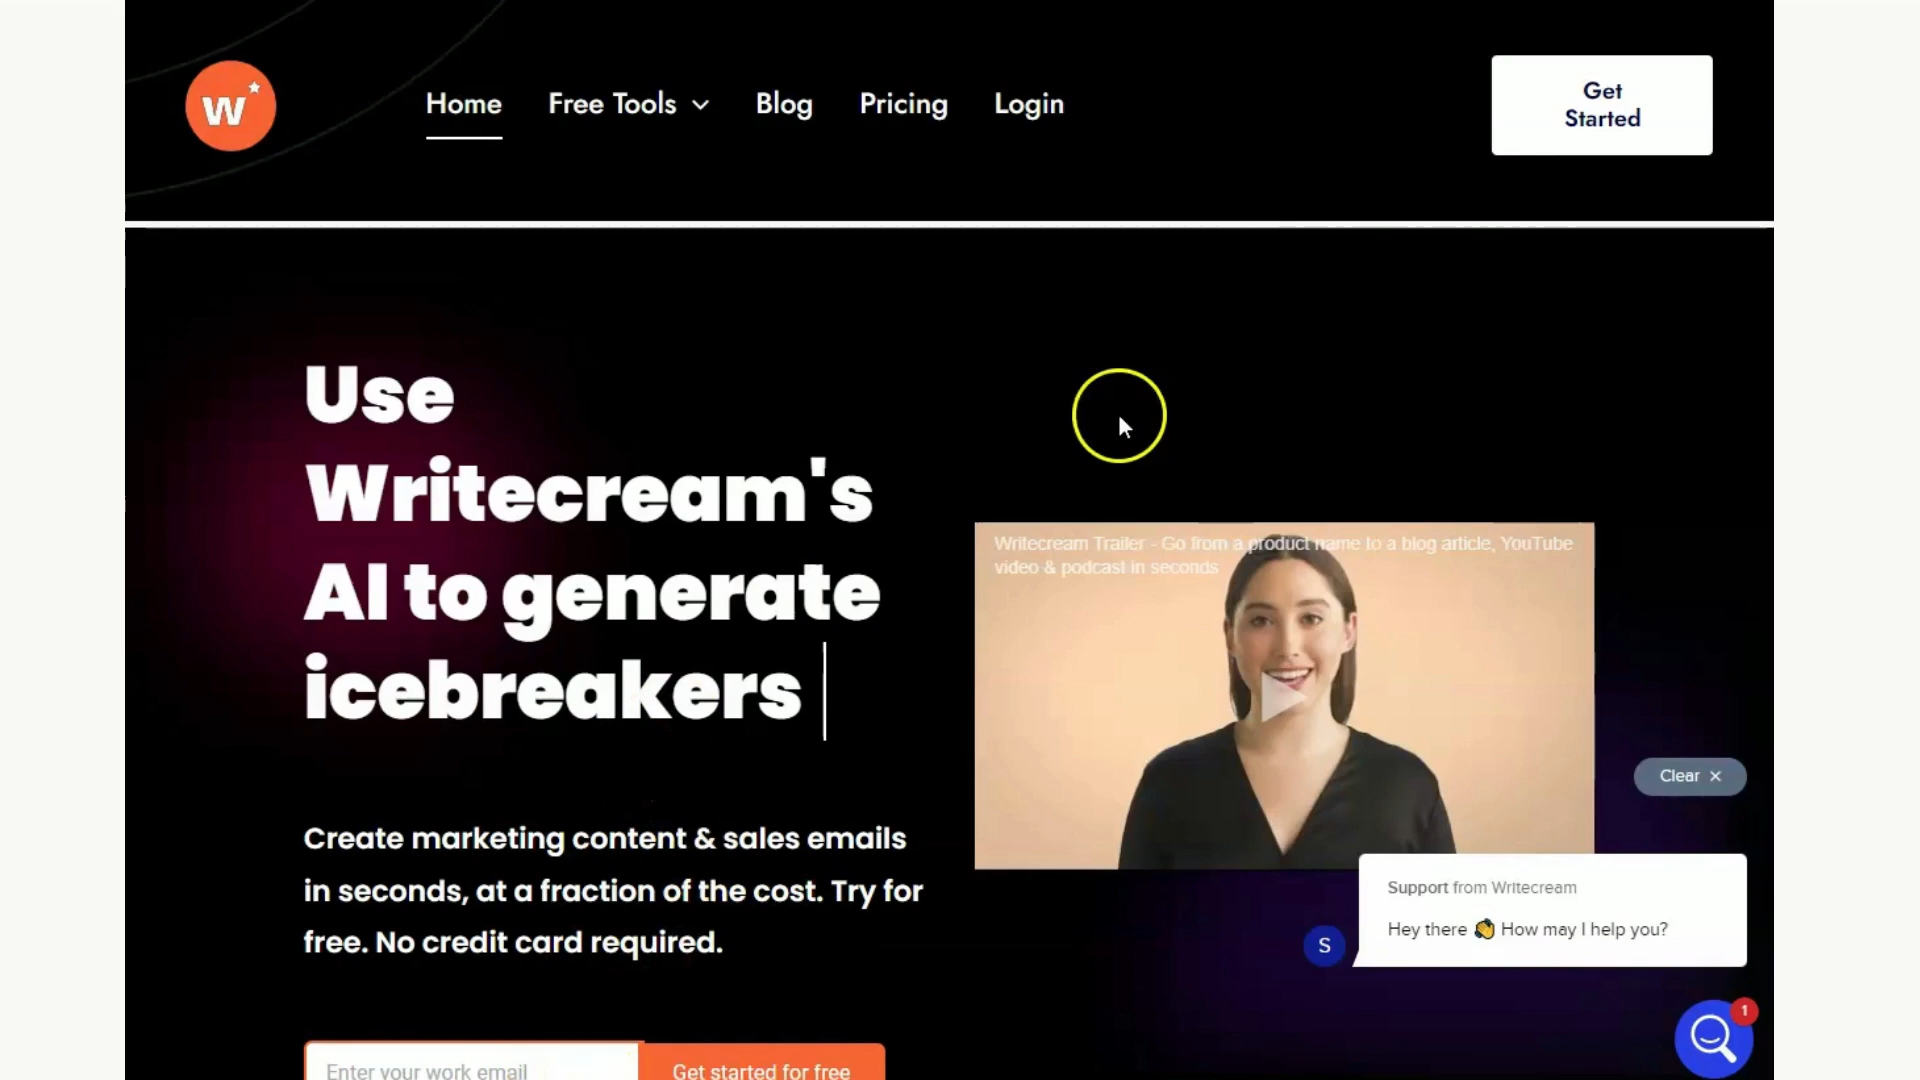 W
Home
Free Tools
Blog
Pricing
Login
Get
Started
Use
Writecream's
AI to generate
icebreakers
Writecream Trailer - Go from a product name to a blog article, YouTube
video & podcast in seconds
Create marketing content & sales emails
in seconds, at a fraction of the cost. Try for
free. No credit card required.
Clear ×
Support from Writecream
Hey there 👋 How may I help you?
S
1
Enter your work email
Get started for free